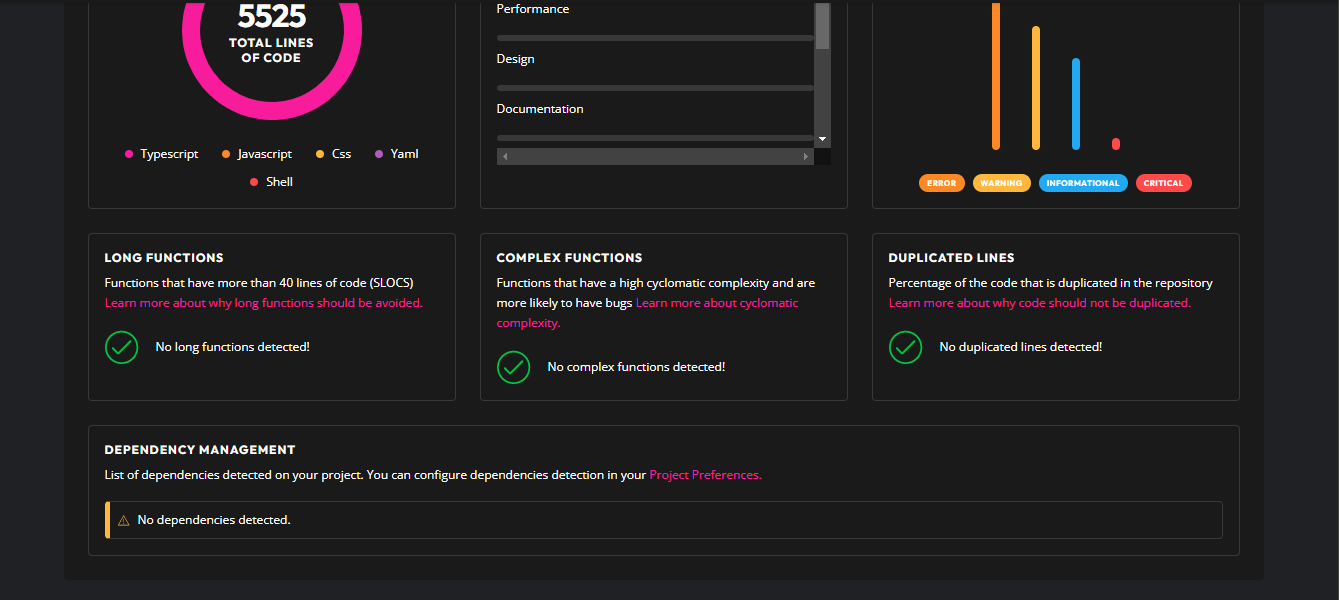 5525
TOTAL LINES
OF CODE
Typescript
Javascript
Css
Yaml
Shell
Performance
Design
Documentation
ERROR
WARNING
INFORMATIONAL
CRITICAL
LONG FUNCTIONS
Functions that have more than 40 lines of code (SLOCS)
Learn more about why long functions should be avoided.
No long functions detected!
COMPLEX FUNCTIONS
Functions that have a high cyclomatic complexity and are
more likely to have bugs Learn more about cyclomatic
complexity.
No complex functions detected!
DUPLICATED LINES
Percentage of the code that is duplicated in the repository
Learn more about why code should not be duplicated.
No duplicated lines detected!
DEPENDENCY MANAGEMENT
List of dependencies detected on your project. You can configure dependencies detection in your Project Preferences.
No dependencies detected.